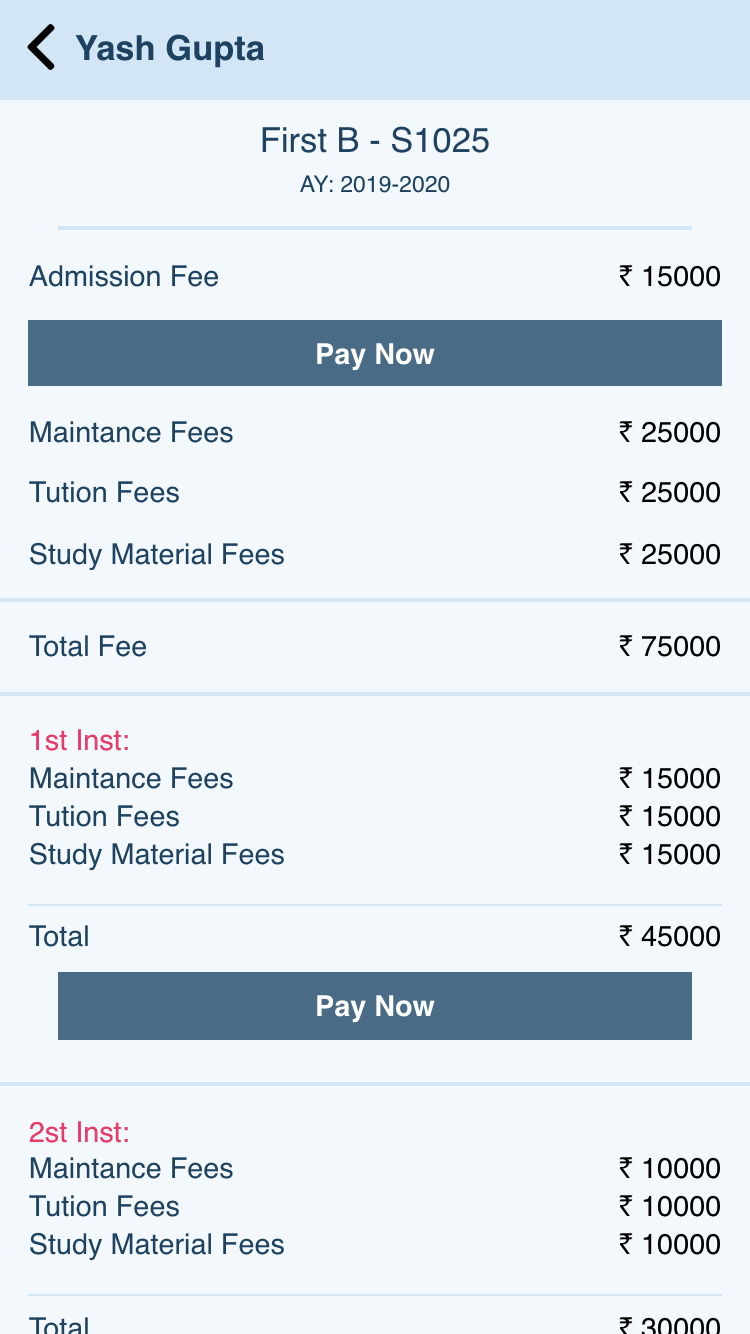 Yash Gupta
First B - S1025
AY: 2019-2020
Admission Fee ₹ 15000
Pay Now
Maintance Fees ₹ 25000
Tution Fees ₹ 25000
Study Material Fees ₹ 25000
Total Fee ₹ 75000
1st Inst:
Maintance Fees ₹ 15000
Tution Fees ₹ 15000
Study Material Fees ₹ 15000
Total ₹ 45000
Pay Now
2st Inst:
Maintance Fees ₹ 10000
Tution Fees ₹ 10000
Study Material Fees ₹ 10000
Total ₹ 30000